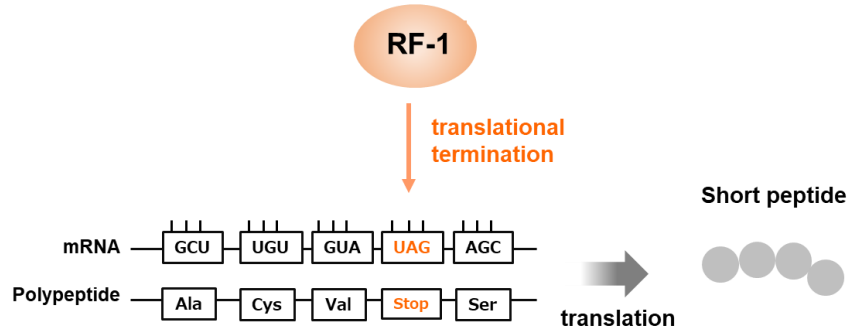 RF-1
translational
termination
Short peptide
mRNA GCU UGU GUA UAG AGC
Polypeptide Ala Cys Val Stop Ser
translation